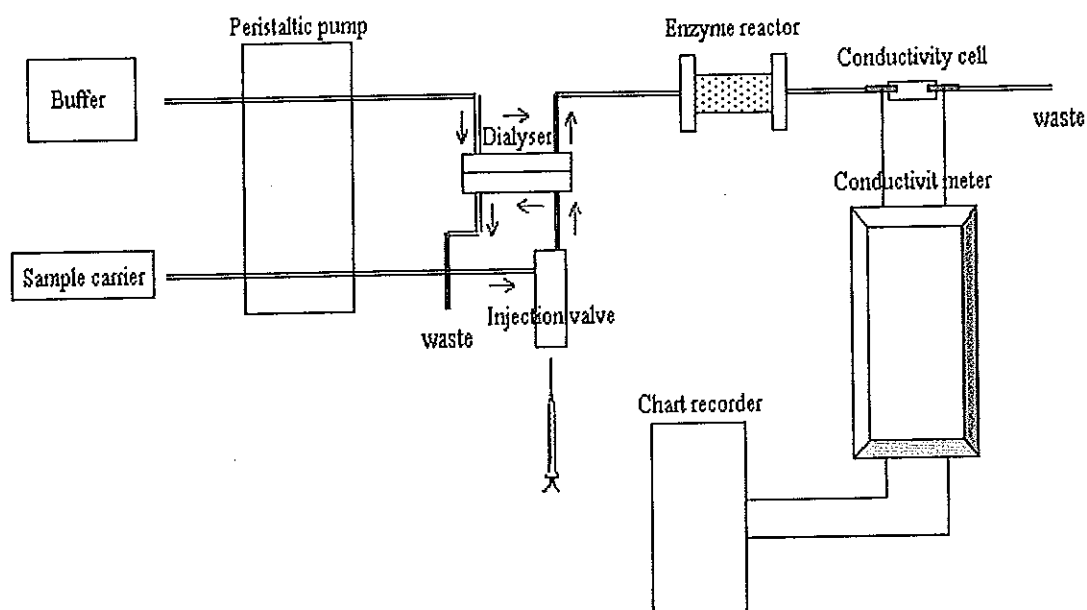 Peristaltic pump
Enzyme reactor
Conductivity cell
Buffer
waste
Dialyser
Conductivit meter
Sample carrier
Injection valve
waste
Chart recorder